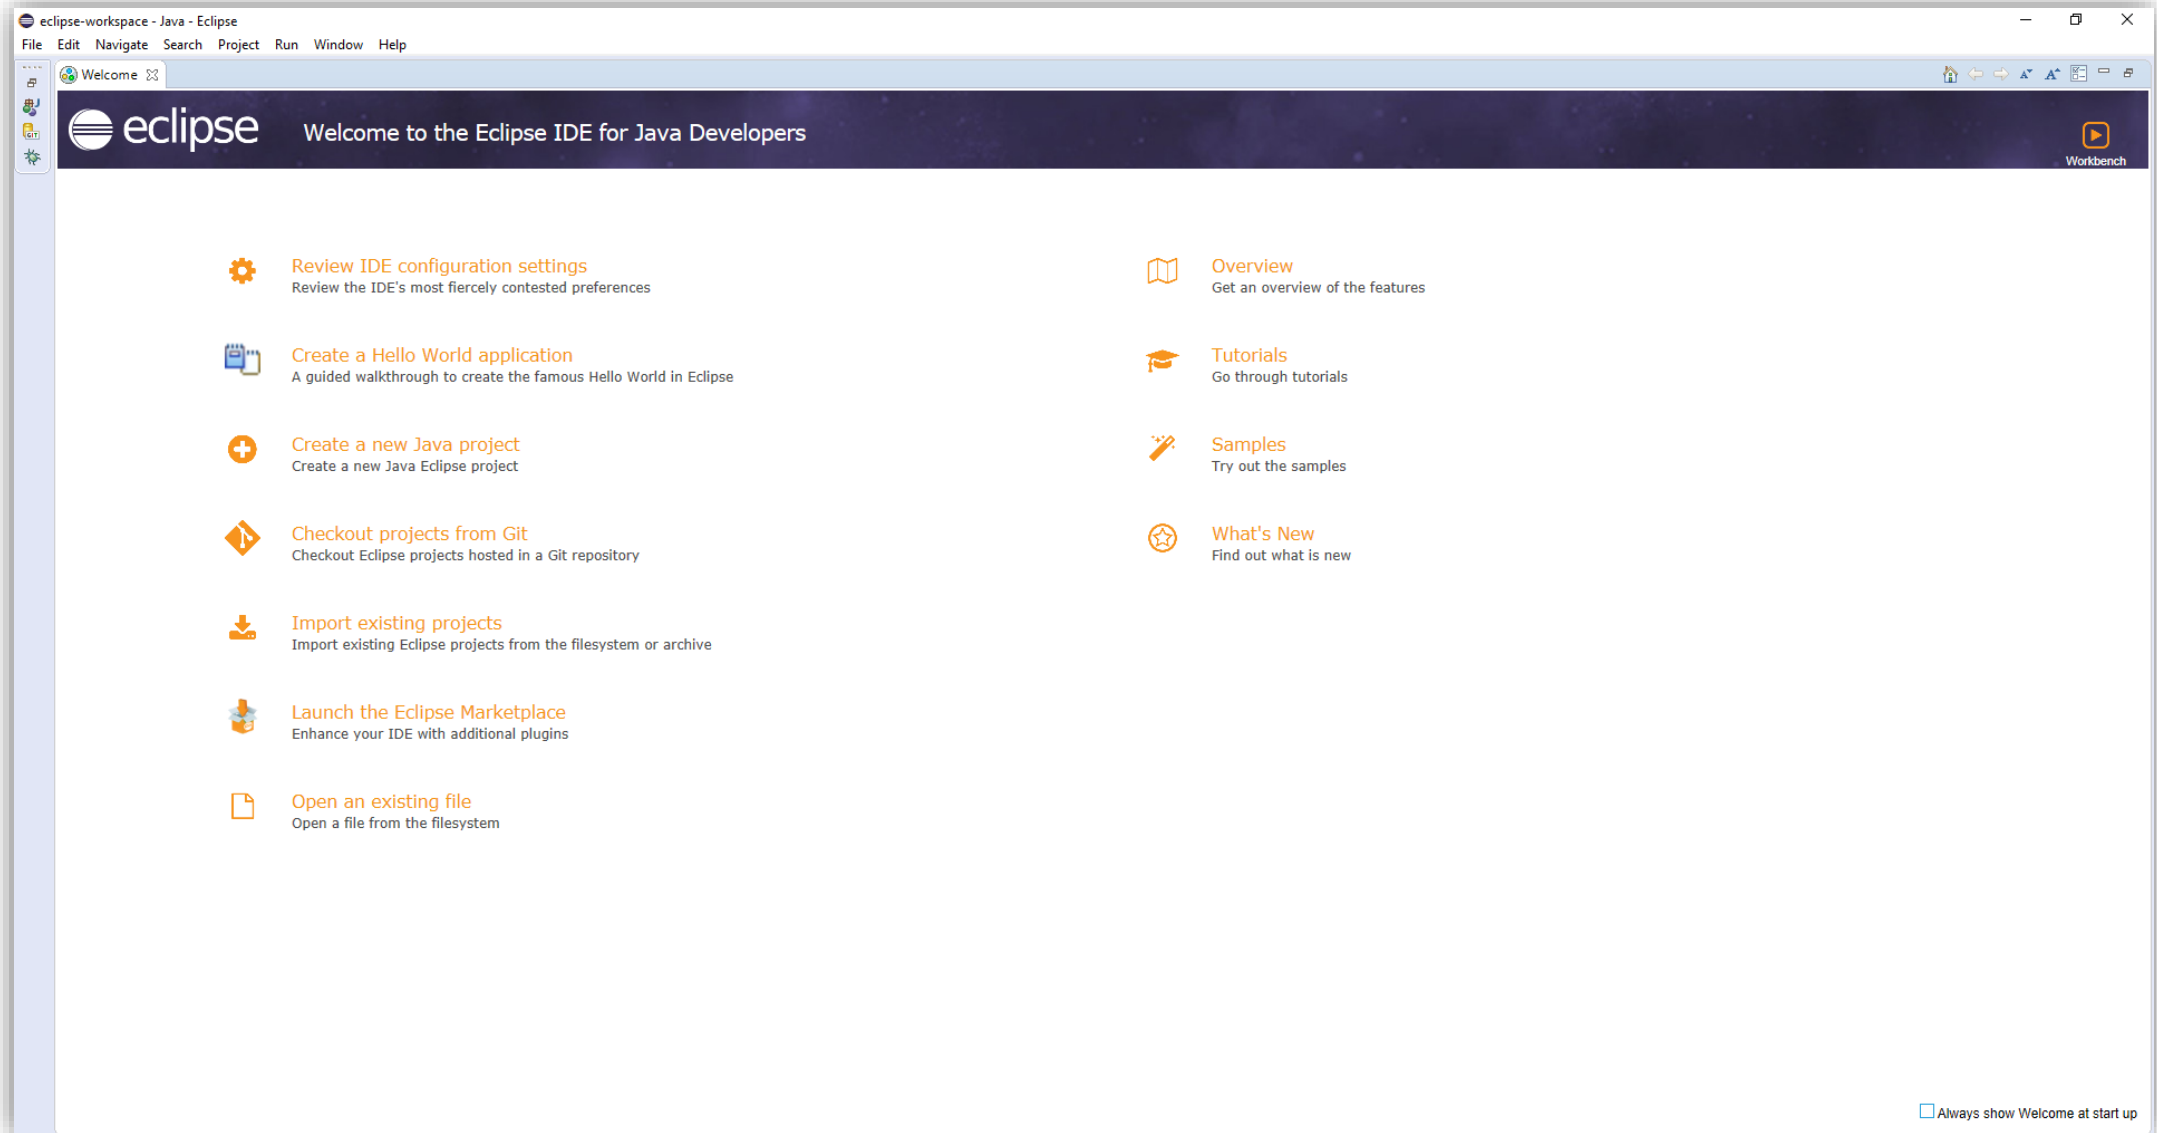 eclipse-workspace - Java - Eclipse
File Edit Navigate Search Project Run Window Help
Welcome
eclipse Welcome to the Eclipse IDE for Java Developers
Workbench
Review IDE configuration settings
Review the IDE's most fiercely contested preferences
Create a Hello World application
A guided walkthrough to create the famous Hello World in Eclipse
Create a new Java project
Create a new Java Eclipse project
Checkout projects from Git
Checkout Eclipse projects hosted in a Git repository
Import existing projects
Import existing Eclipse projects from the filesystem or archive
Launch the Eclipse Marketplace
Enhance your IDE with additional plugins
Open an existing file
Open a file from the filesystem
Overview
Get an overview of the features
Tutorials
Go through tutorials
Samples
Try out the samples
What's New
Find out what is new
Always show Welcome at start up